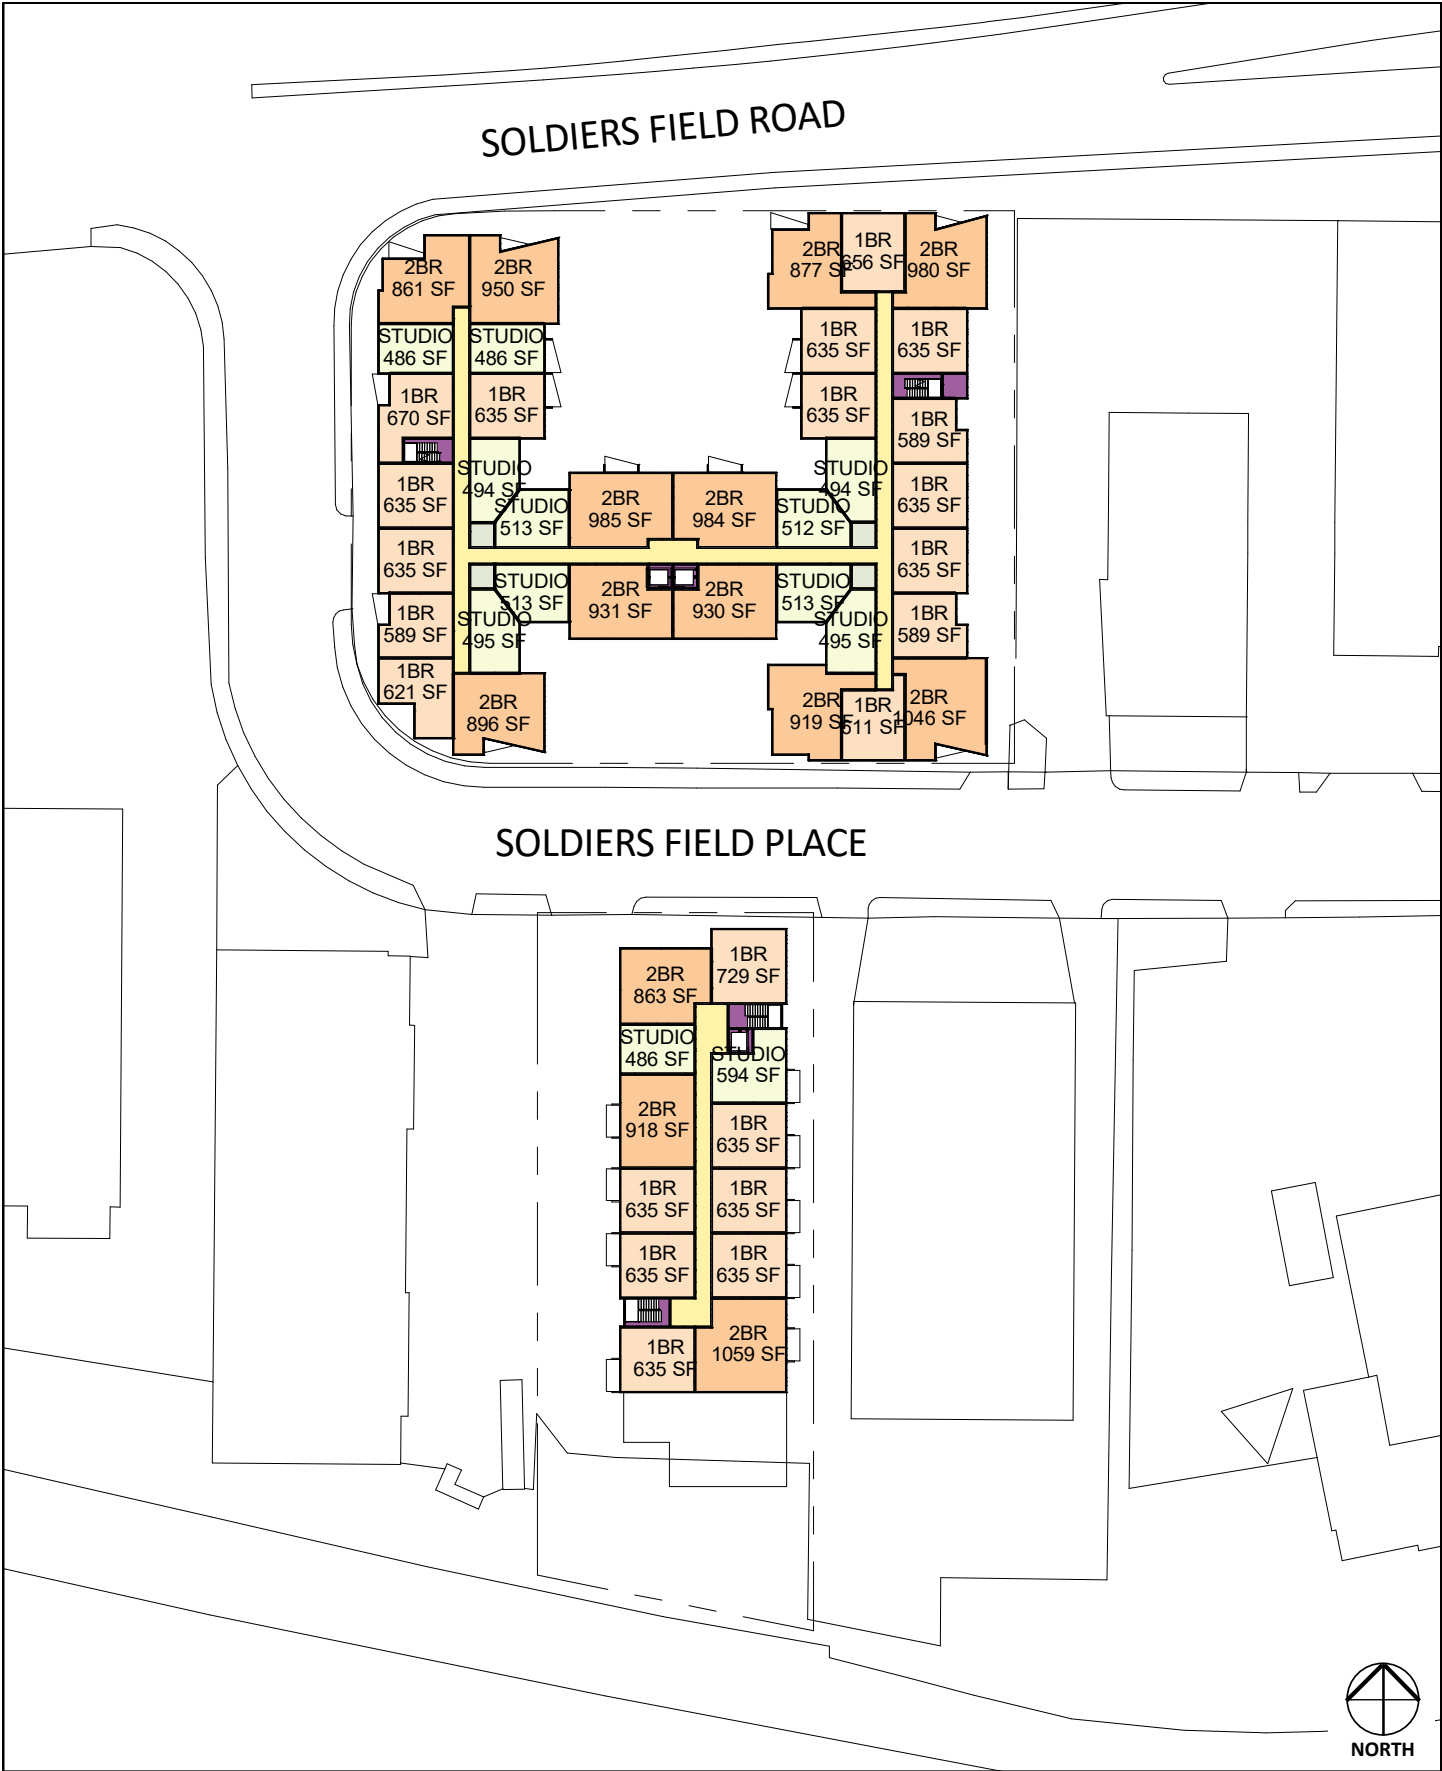 SOLDIERS FIELD ROAD
2BR
861 SF
2BR
950 SF
2BR
877 SF
1BR
656 SF
2BR
980 SF
STUDIO
486 SF
STUDIO
486 SF
1BR
635 SF
1BR
635 SF
1BR
670 SF
1BR
635 SF
1BR
635 SF
1BR
589 SF
STUDIO
494 SF
STUDIO
494 SF
1BR
635 SF
STUDIO
513 SF
2BR
985 SF
2BR
984 SF
STUDIO
512 SF
1BR
635 SF
1BR
635 SF
1BR
635 SF
STUDIO
513 SF
2BR
931 SF
2BR
930 SF
STUDIO
513 SF
1BR
589 SF
STUDIO
495 SF
STUDIO
495 SF
1BR
589 SF
1BR
621 SF
2BR
896 SF
2BR
919 SF
1BR
511 SF
2BR
1046 SF
SOLDIERS FIELD PLACE
1BR
729 SF
2BR
863 SF
STUDIO
486 SF
STUDIO
594 SF
2BR
918 SF
1BR
635 SF
1BR
635 SF
1BR
635 SF
1BR
635 SF
1BR
635 SF
1BR
635 SF
2BR
1059 SF
NORTH